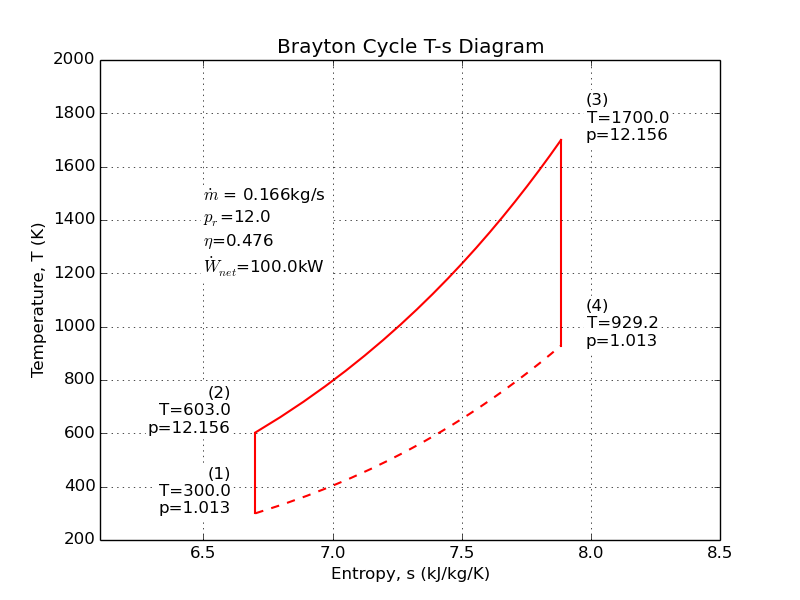 Brayton Cycle T-s Diagram
2000
1800
1600
1400
1200
1000
800
600
400
200
Temperature, T (K)
(3)
T=1700.0
p=12.156
ṁ = 0.166kg/s
p_r=12.0
η=0.476
Ẇ_net=100.0kW
(4)
T=929.2
p=1.013
(2)
T=603.0
p=12.156
(1)
T=300.0
p=1.013
6.5 7.0 7.5 8.0 8.5
Entropy, s (kJ/kg/K)